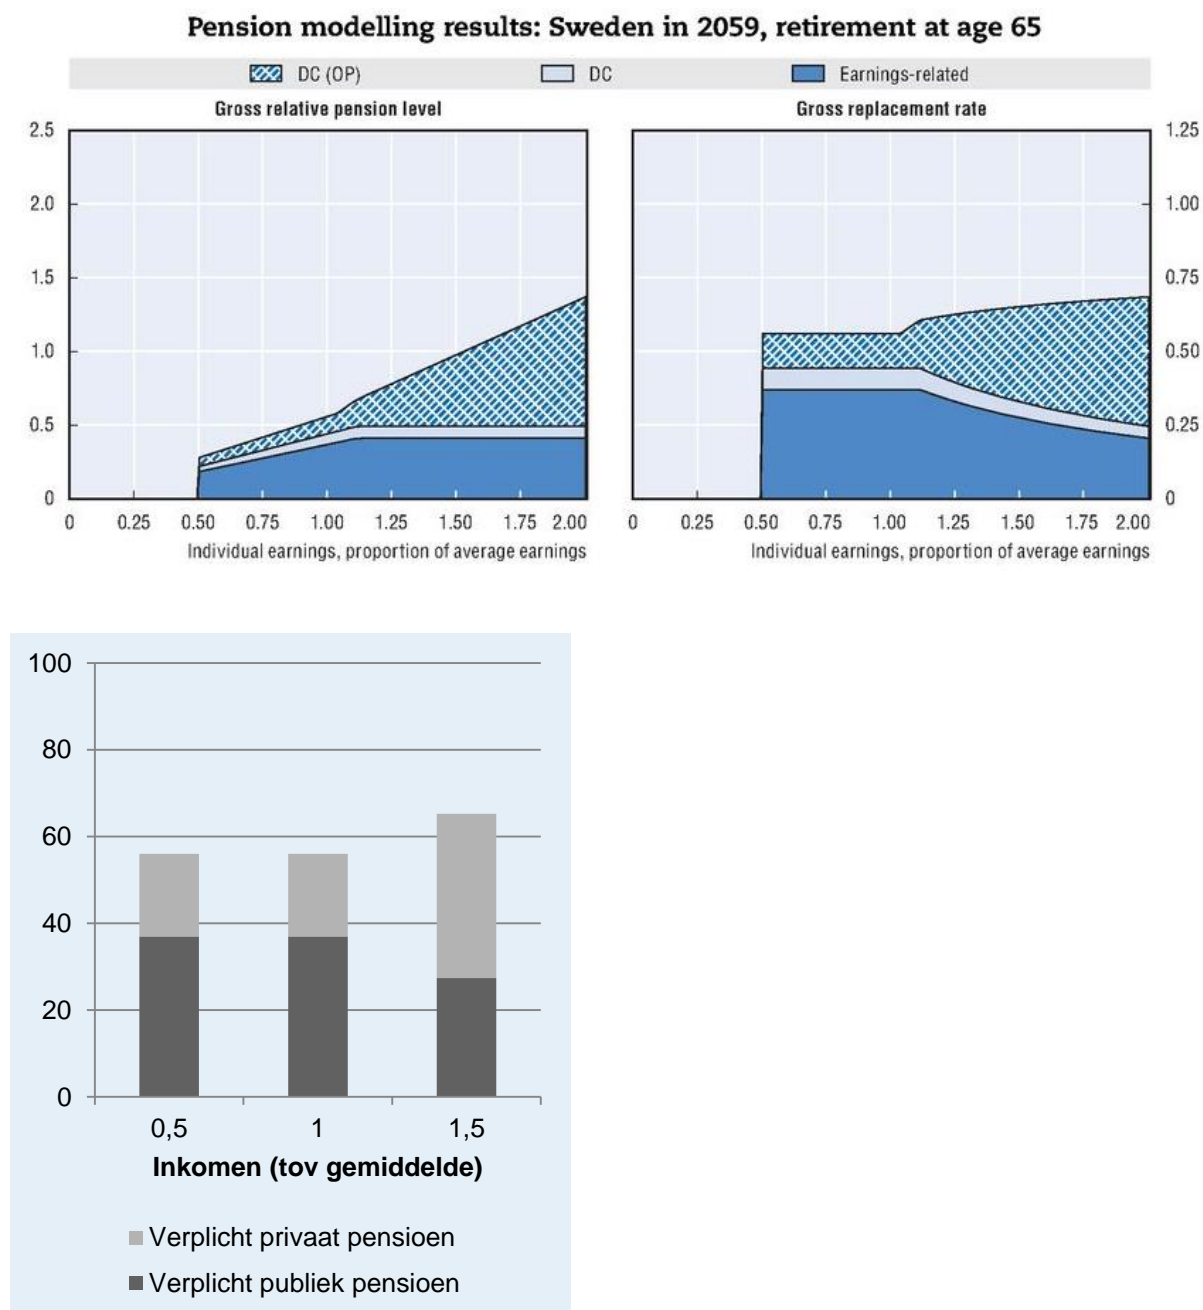 Pension modelling results: Sweden in 2059, retirement at age 65
DC (OP) DC Earnings-related
Gross relative pension level
2.5
2.0
1.5
1.0
0.5
0
0 0.25 0.50 0.75 1.00 1.25 1.50 1.75 2.00
Individual earnings, proportion of average earnings
Gross replacement rate
1.25
1.00
0.75
0.50
0.25
0
0 0.25 0.50 0.75 1.00 1.25 1.50 1.75 2.00
Individual earnings, proportion of average earnings
100
80
60
40
20
0
0,5 1 1,5
Inkomen (tov gemiddelde)
Verplicht privaat pensioen
Verplicht publiek pensioen